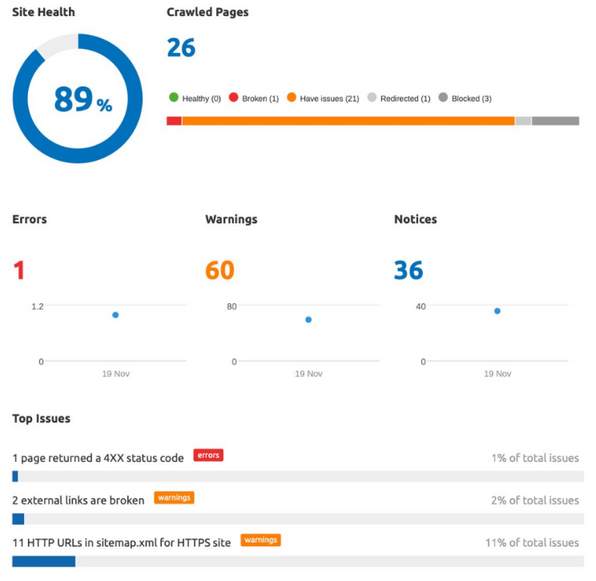 Site Health
Crawled Pages
89 %
26
Healthy (0) Broken (1) Have issues (21) Redirected (1) Blocked (3)
Errors Warnings Notices
1 60 36
1.2 80 40
0 0 0
19 Nov 19 Nov 19 Nov
Top Issues
1 page returned a 4XX status code errors 1% of total issues
2 external links are broken warnings 2% of total issues
11 HTTP URLs in sitemap.xml for HTTPS site warnings 11% of total issues